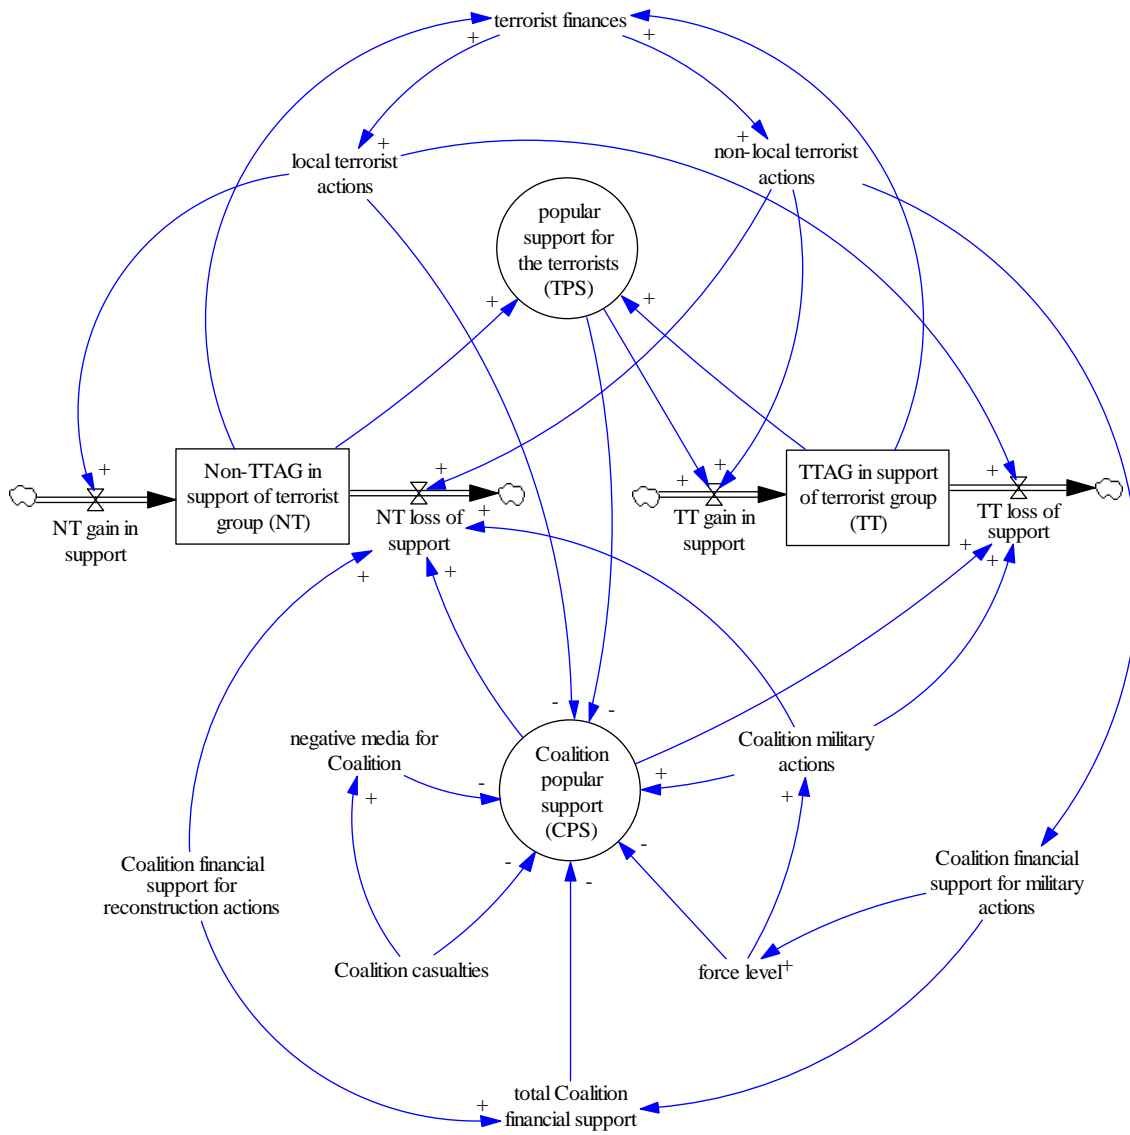 terrorist finances
+
+
+
+
local terrorist
actions
non-local terrorist
actions
popular
support for
the terrorists
(TPS)
+
+
+
+
+
+
+
Non-TTAG in
support of terrorist
group (NT)
TTAG in support
of terrorist group
(TT)
NT gain in
support
NT loss of
support
+
TT gain in
support
TT loss of
support
+
+
+
+
-
-
negative media for
Coalition
+
-
Coalition
popular
support
(CPS)
+
Coalition military
actions
+
-
-
-
Coalition financial
support for
reconstruction actions
Coalition financial
support for military
actions
Coalition casualties
force level
+
total Coalition
financial support
+